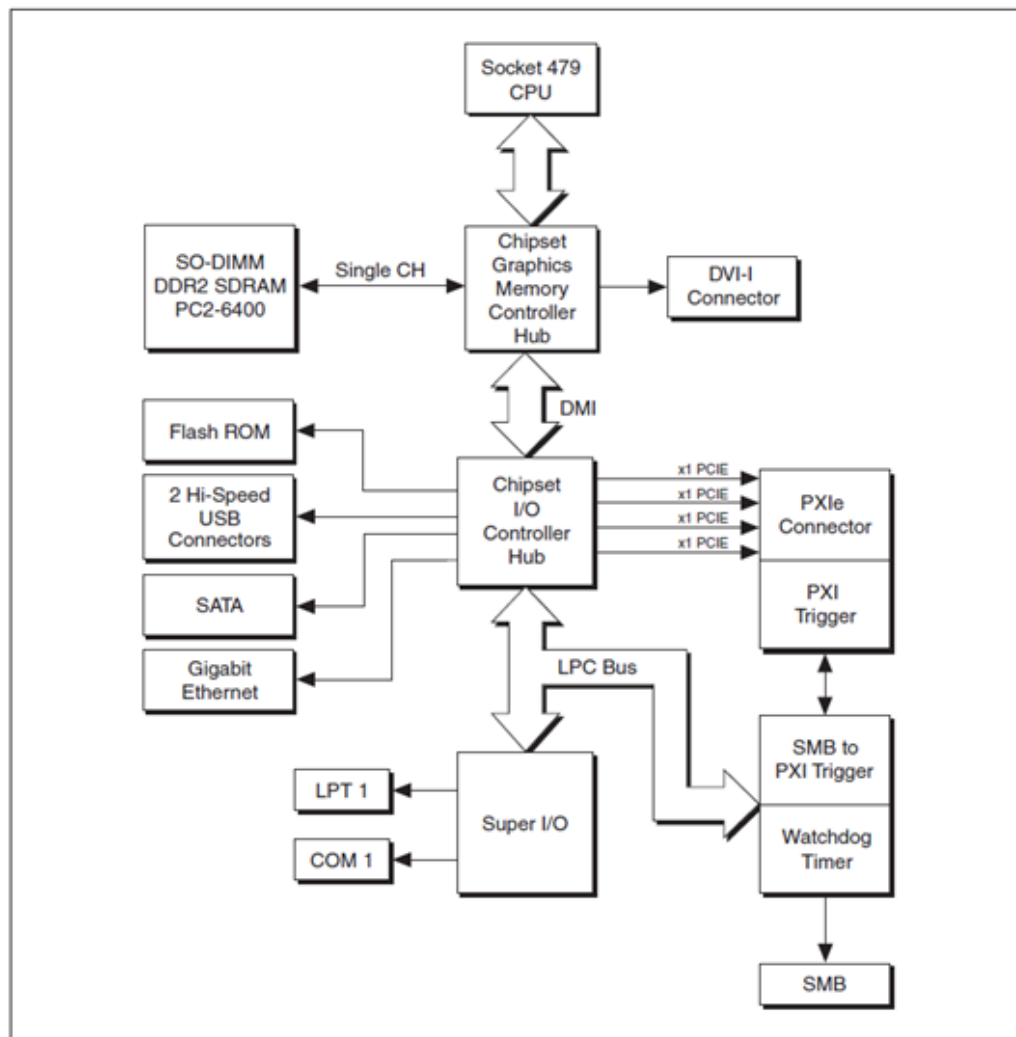 Socket 479
CPU
SO-DIMM
DDR2 SDRAM
PC2-6400
Single CH
Chipset
Graphics
Memory
Controller
Hub
DVI-I
Connector
DMI
Flash ROM
2 Hi-Speed
USB
Connectors
SATA
Gigabit
Ethernet
Chipset
I/O
Controller
Hub
x1 PCIE
x1 PCIE
x1 PCIE
x1 PCIE
PXIe
Connector
PXI
Trigger
LPC Bus
SMB to
PXI Trigger
Watchdog
Timer
LPT 1
COM 1
Super I/O
SMB